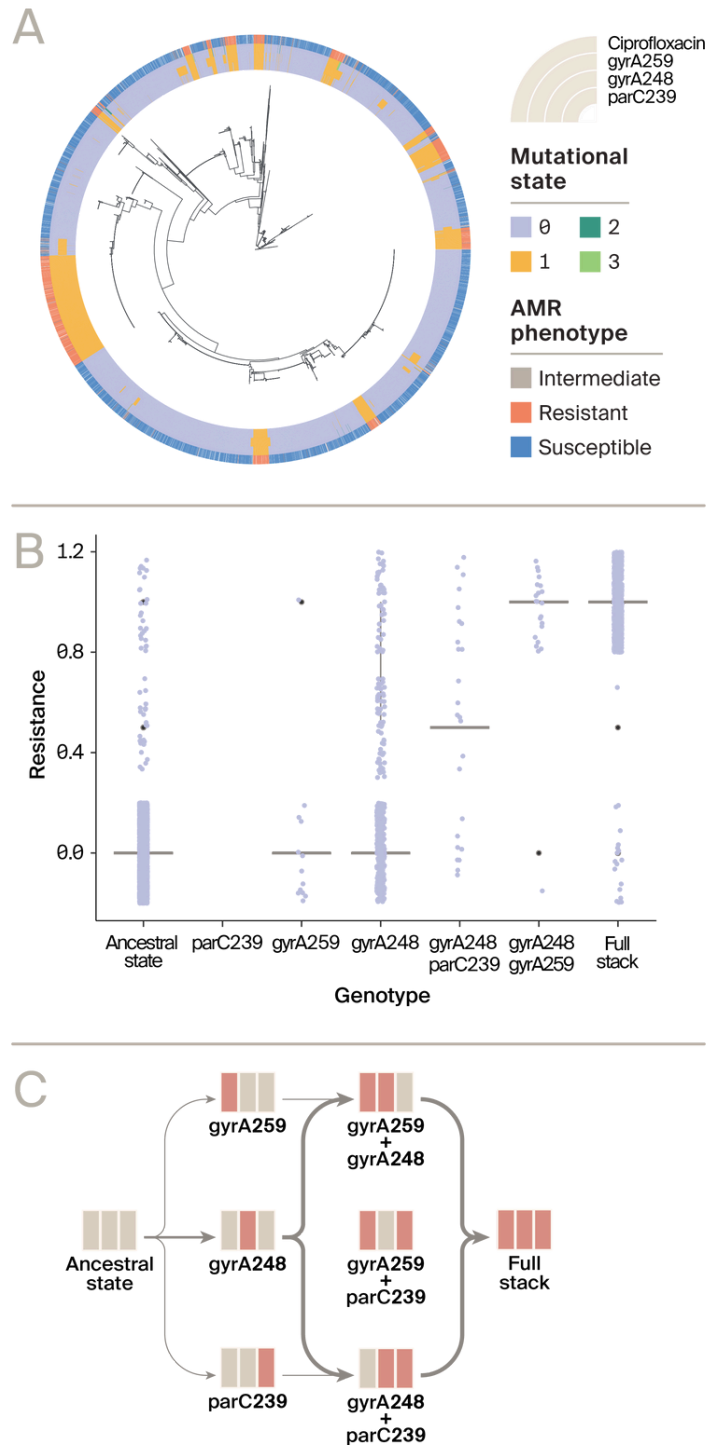 A
Ciprofloxacin
gyrA259
gyrA248
parC239
Mutational
state
0 2
1 3
AMR
phenotype
Intermediate
Resistant
Susceptible
B
1.2
0.8
0.4
0.0
Resistance
Ancestral
state
parC239
gyrA259
gyrA248
gyrA248
parC239
gyrA248
gyrA259
Full
stack
Genotype
C
gyrA259
gyrA259
+
gyrA248
Ancestral
state
gyrA248
gyrA259
+
parC239
Full
stack
parC239
gyrA248
+
parC239